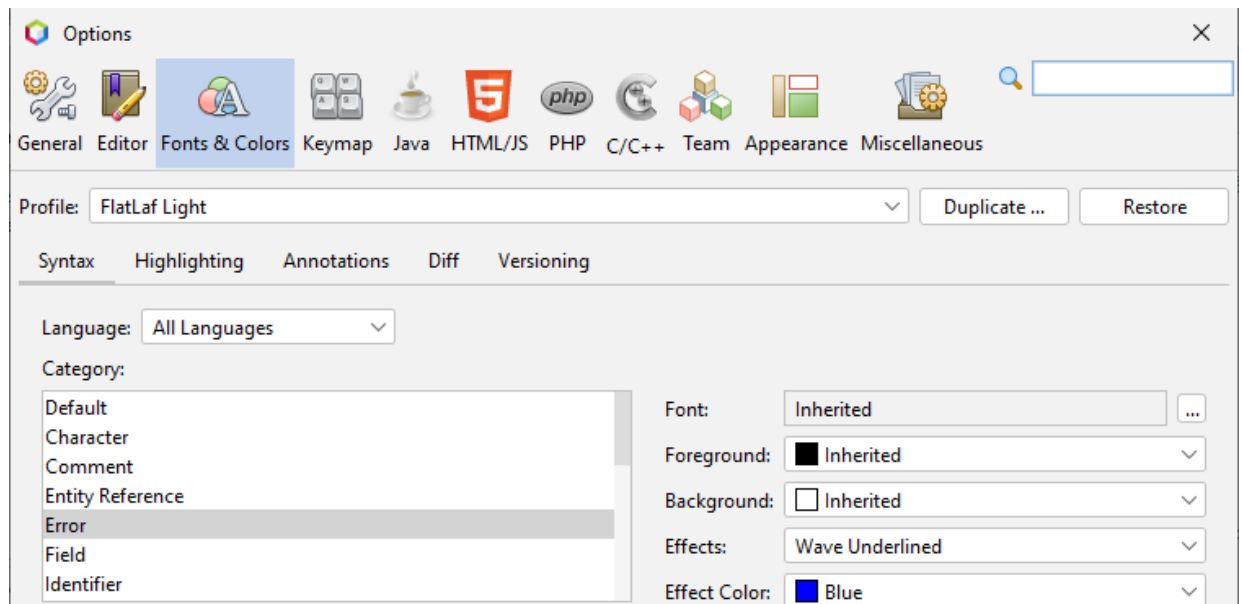 Options
General Editor Fonts & Colors Keymap Java HTML/JS PHP C/C++ Team Appearance Miscellaneous
Profile: FlatLaf Light Duplicate ... Restore
Syntax Highlighting Annotations Diff Versioning
Language: All Languages
Category:
Default
Character
Comment
Entity Reference
Error
Field
Identifier
Font: Inherited ...
Foreground: Inherited
Background: Inherited
Effects: Wave Underlined
Effect Color: Blue